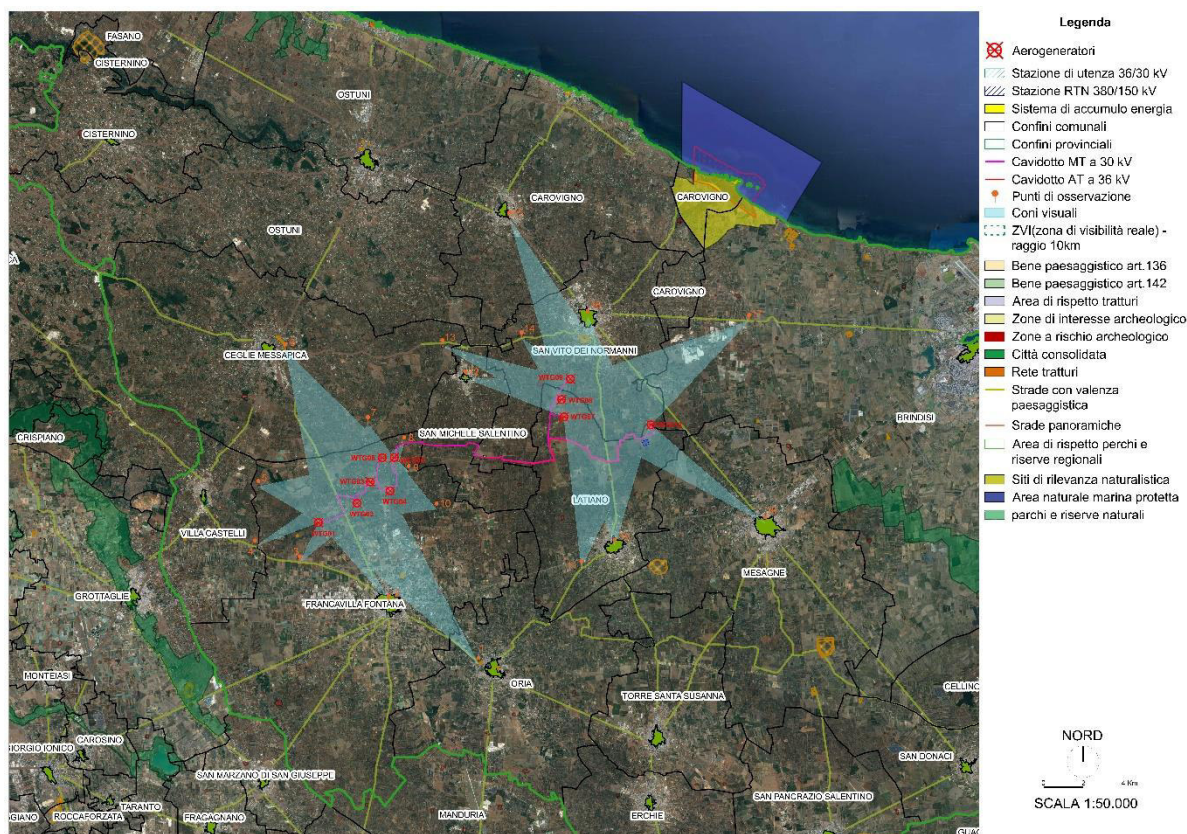 FASANO
CISTERNINO
OSTUNI
CISTERNINO
CAROVIGNO
CAROVIGNO
OSTUNI
CAROVIGNO
CEGLIE MESSAPICA
SAN VITO DEI NORMANNI
BRINDISI
CRISPIANO
SAN MICHELE SALENTINO
LATIANO
VILLA CASTELLI
MESAGNE
GROTTAGLIE
FRANCAVILLA FONTANA
MONTEIASI
ORIA
TORRE SANTA SUSANNA
CELLINO
CAROSINO
SAN DONACI
SAN MARZANO DI SAN GIUSEPPE
TARANTO
ROCCAFORZATA
FRAGAGNANO
MANDURIA
ERCHIE
SAN PANCRAZIO SALENTINO
Legenda
Aerogeneratori
Stazione di utenza 36/30 kV
Stazione RTN 380/150 kV
Sistema di accumulo energia
Confini comunali
Confini provinciali
Cavidotto MT a 30 kV
Cavidotto AT a 36 kV
Punti di osservazione
Coni visuali
ZVI(zona di visibilità reale) -
raggio 10km
Bene paesaggistico art.136
Bene paesaggistico art.142
Area di rispetto tratturi
Zone di interesse archeologico
Zone a rischio archeologico
Città consolidata
Rete tratturi
Strade con valenza
paesaggistica
Srade panoramiche
Area di rispetto perchi e
riserve regionali
Siti di rilevanza naturalistica
Area naturale marina protetta
parchi e riserve naturali
NORD
0 2 4 Km
SCALA 1:50.000